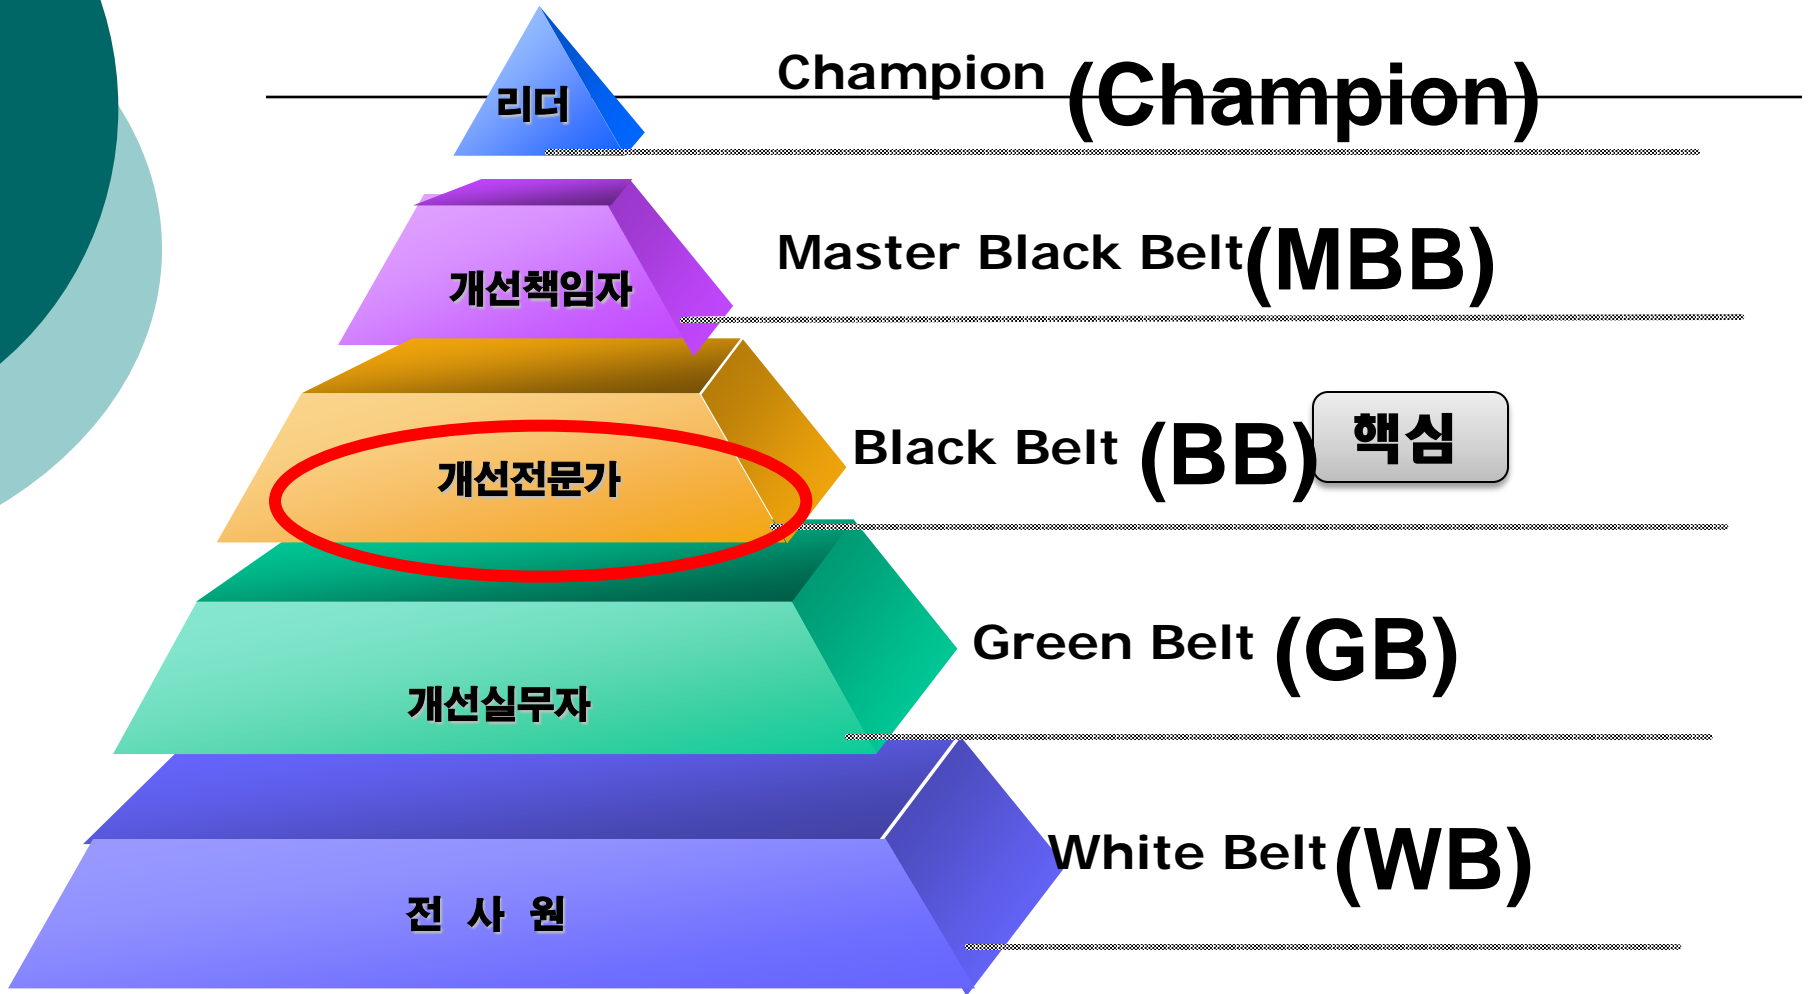 리더
Champion (Champion)
개선책임자
Master Black Belt(MBB)
개선전문가
Black Belt (BB)
핵심
개선실무자
Green Belt (GB)
전 사 원
White Belt(WB)